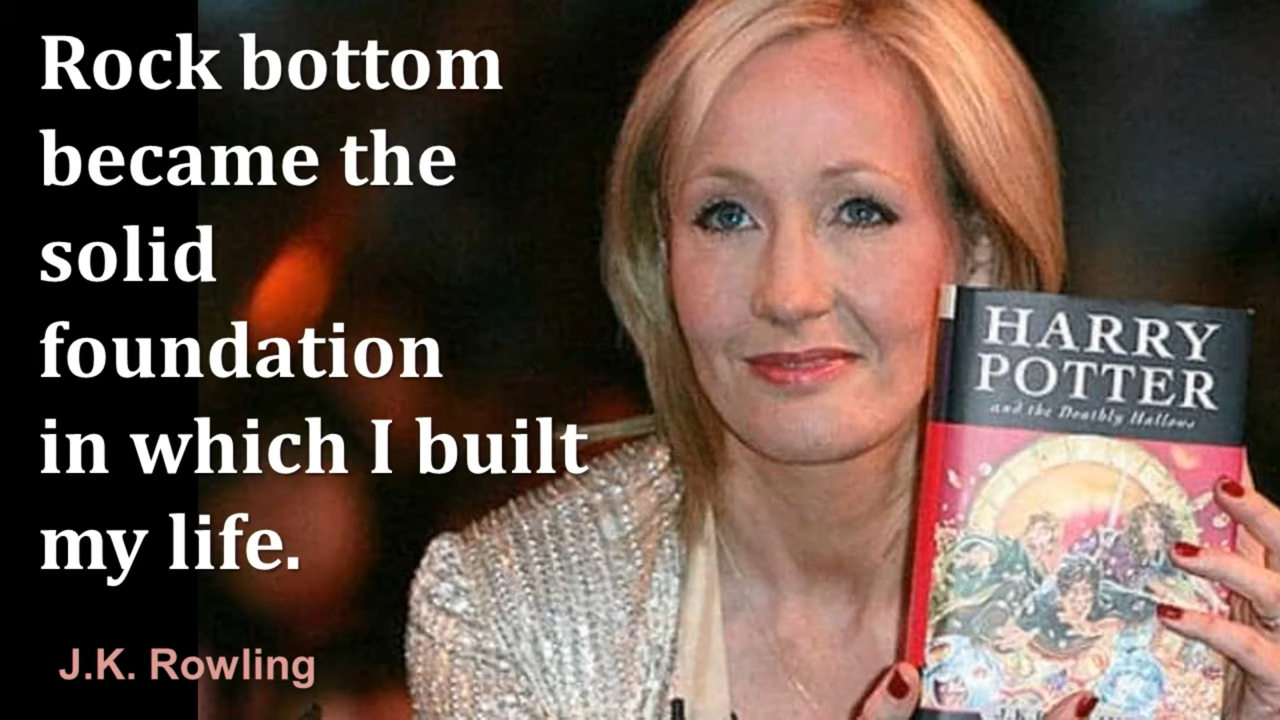 Rock bottom
became the
solid
foundation
in which I built
my life.
J.K. Rowling
HARRY
POTTER
and the Deathly Hallows